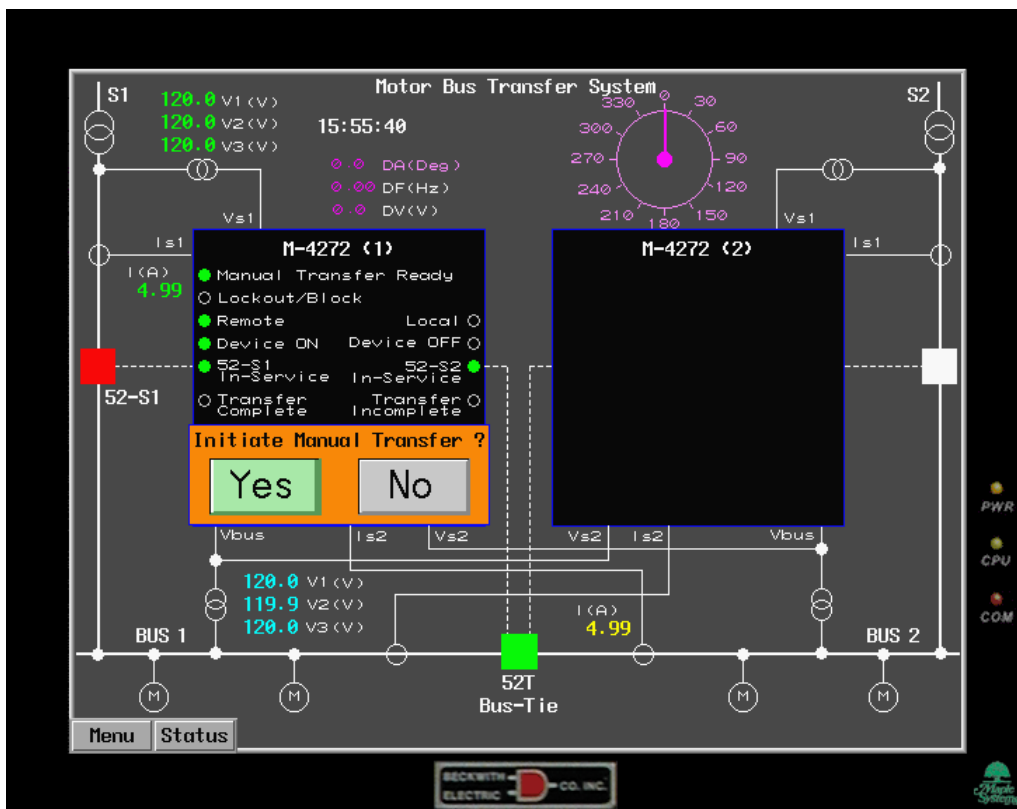 Motor Bus Transfer System
S1
S2
120.0 V1(V)
120.0 V2(V)
120.0 V3(V)
15:55:40
0.0 DA(Deg)
0.00 DF(Hz)
0.0 DV(V)
0
30
60
90
120
150
180
210
240
270
300
330
Vs1
Vs1
Is1
Is1
I(A)
4.99
M-4272 (1)
Manual Transfer Ready
Lockout/Block
Remote Local
Device ON Device OFF
52-S1 52-S2
In-Service In-Service
Transfer Transfer
Complete Incomplete
M-4272 (2)
52-S1
Initiate Manual Transfer ?
Yes No
Vbus Is2 Vs2
Vs2 Is2 Vbus
120.0 V1(V)
119.9 V2(V)
120.0 V3(V)
I(A)
4.99
BUS 1
BUS 2
M
M
M
M
52T
Bus-Tie
Menu Status
PWR
CPU
COM
BECKWITH ELECTRIC CO. INC.
Maple Systems